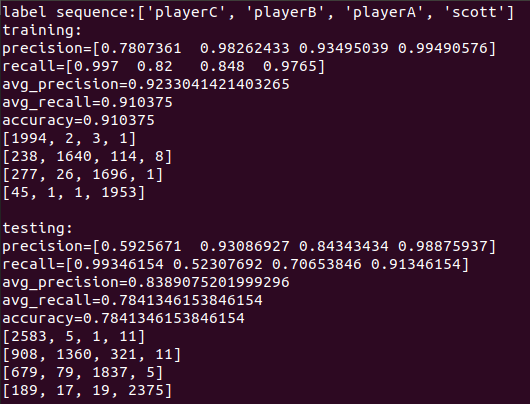 label sequence:['playerC', 'playerB', 'playerA', 'scott']
training:
precision=[0.7807361  0.98262433 0.93495039 0.99490576]
recall=[0.997  0.82   0.848  0.9765]
avg_precision=0.9233041421403265
avg_recall=0.910375
accuracy=0.910375
[1994, 2, 3, 1]
[238, 1640, 114, 8]
[277, 26, 1696, 1]
[45, 1, 1, 1953]

testing:
precision=[0.5925671  0.93086927 0.84343434 0.98875937]
recall=[0.99346154 0.52307692 0.70653846 0.91346154]
avg_precision=0.8389075201999296
avg_recall=0.7841346153846154
accuracy=0.7841346153846154
[2583, 5, 1, 11]
[908, 1360, 321, 11]
[679, 79, 1837, 5]
[189, 17, 19, 2375]